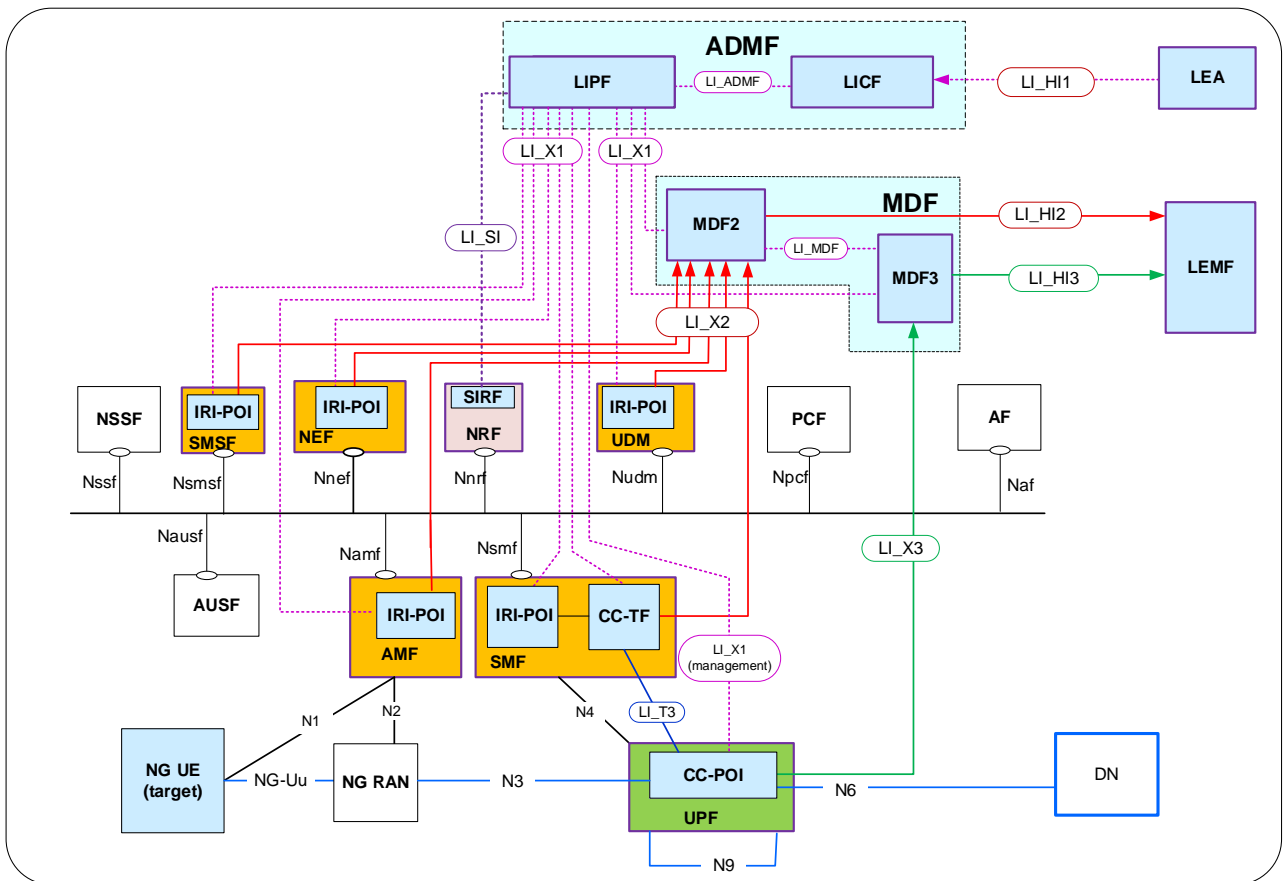 ADMF
LIPF
LI_ADMF
LICF
LI_HI1
LEA
LI_X1
LI_X1
MDF
MDF2
LI_HI2
LI_SI
LI_MDF
MDF3
LI_HI3
LEMF
LI_X2
NSSF
IRI-POI
SMSF
IRI-POI
NEF
SIRF
NRF
IRI-POI
UDM
PCF
AF
Nssf
Nsmsf
Nnef
Nnrf
Nudm
Npcf
Naf
Nausf
Namf
Nsmf
LI_X3
AUSF
IRI-POI
AMF
IRI-POI
CC-TF
SMF
LI_X1
(management)
N1
N2
N4
LI_T3
NG UE
(target)
NG-Uu
NG RAN
N3
CC-POI
UPF
N6
DN
N9